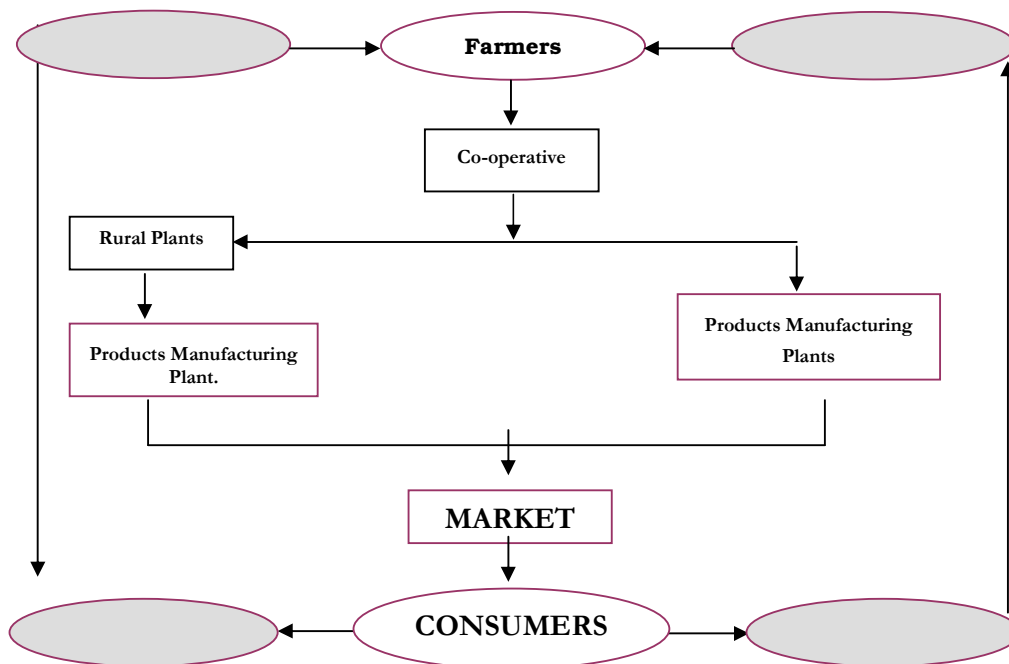 Farmers
Co-operative
Rural Plants
Products Manufacturing
Plants
Products Manufacturing
Plant.
MARKET
CONSUMERS